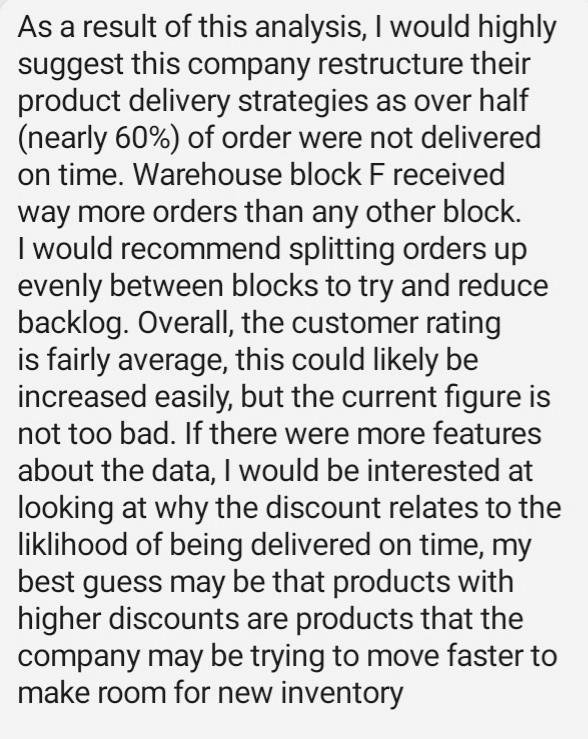 As a result of this analysis, I would highly
suggest this company restructure their
product delivery strategies as over half
(nearly 60%) of order were not delivered
on time. Warehouse block F received
way more orders than any other block.
I would recommend splitting orders up
evenly between blocks to try and reduce
backlog. Overall, the customer rating
is fairly average, this could likely be
increased easily, but the current figure is
not too bad. If there were more features
about the data, I would be interested at
looking at why the discount relates to the
liklihood of being delivered on time, my
best guess may be that products with
higher discounts are products that the
company may be trying to move faster to
make room for new inventory